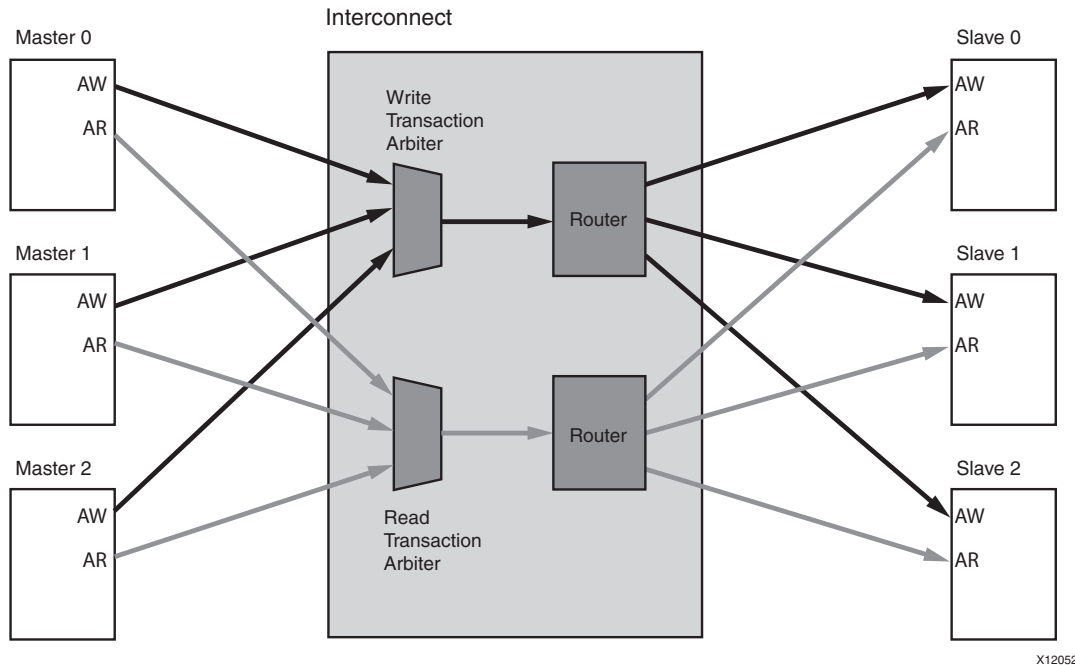 Interconnect
Master 0
AW
AR
Master 1
AW
AR
Master 2
AW
AR
Write
Transaction
Arbiter
Router
Read
Transaction
Arbiter
Router
Slave 0
AW
AR
Slave 1
AW
AR
Slave 2
AW
AR
X12052